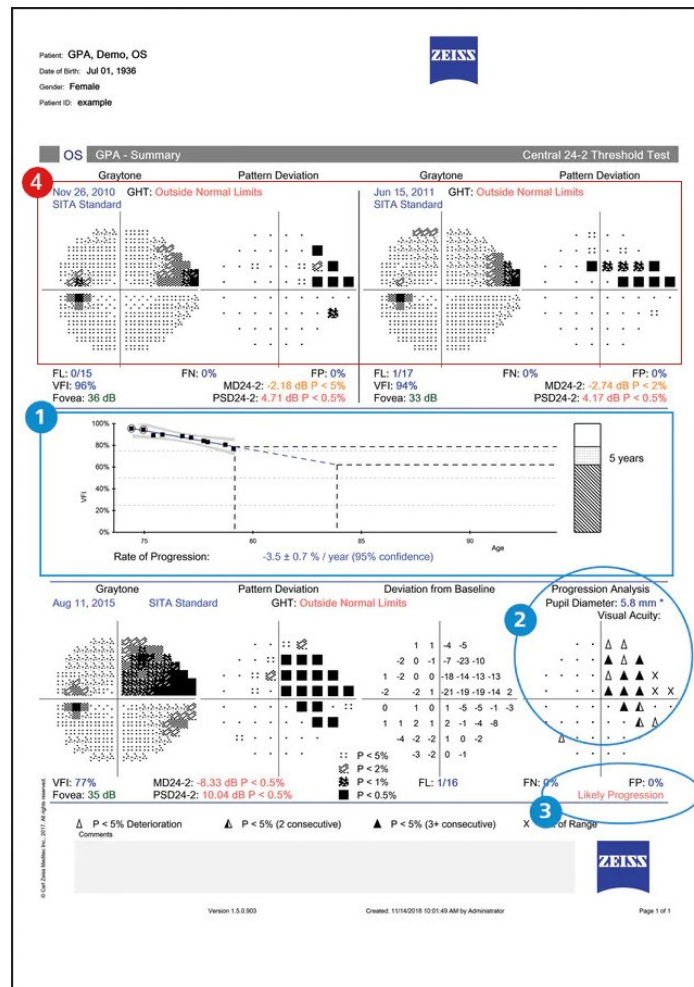 Patient: GPA, Demo, OS
Date of Birth: Jul 01, 1936
Gender: Female
Patient ID: example
ZEISS
OS GPA - Summary Central 24-2 Threshold Test
Graytone Pattern Deviation Graytone Pattern Deviation
4
Nov 26, 2010 GHT: Outside Normal Limits Jun 15, 2011 GHT: Outside Normal Limits
SITA Standard SITA Standard
FL: 0/15 FN: 0% FP: 0% FL: 1/17 FN: 0% FP: 0%
VFI: 96% MD24-2: -2.18 dB P < 5% VFI: 94% MD24-2: -2.74 dB P < 2%
Fovea: 36 dB PSD24-2: 4.71 dB P < 0.5% Fovea: 33 dB PSD24-2: 4.17 dB P < 0.5%
1
100%
80%
60%
40%
20%
0%
VFI
75 80 85 90 95
Age
5 years
Rate of Progression: -3.5 ± 0.7 % / year (95% confidence)
Graytone Pattern Deviation Deviation from Baseline Progression Analysis
Aug 11, 2015 SITA Standard GHT: Outside Normal Limits Pupil Diameter: 5.8 mm *
2
Visual Acuity:
1 1 -4 -5
-2 0 -1 -7 -23 -10
1 -2 0 0 -18 -14 -13 -13 X
-2 -2 1 -21 -19 -19 -14 2 X X
0 1 0 -1 -5 -5 -1 -3
1 1 2 1 -2 -1 -4 -8
-4 -2 -2 1 0 -2
-3 -2 0 -1
P < 5%
P < 2%
P < 1%
P < 0.5%
VFI: 77% MD24-2: -8.33 dB P < 0.5% FL: 1/16 FN: 0% FP: 0%
Fovea: 35 dB PSD24-2: 10.04 dB P < 0.5% Likely Progression
3
P < 5% Deterioration P < 5% (2 consecutive) P < 5% (3+ consecutive) X of Range
Comments
© Carl Zeiss Meditec Inc., 2017. All rights reserved.
ZEISS
Version 1.5.0.903 Created: 11/14/2018 10:01:49 AM by Administrator Page 1 of 1